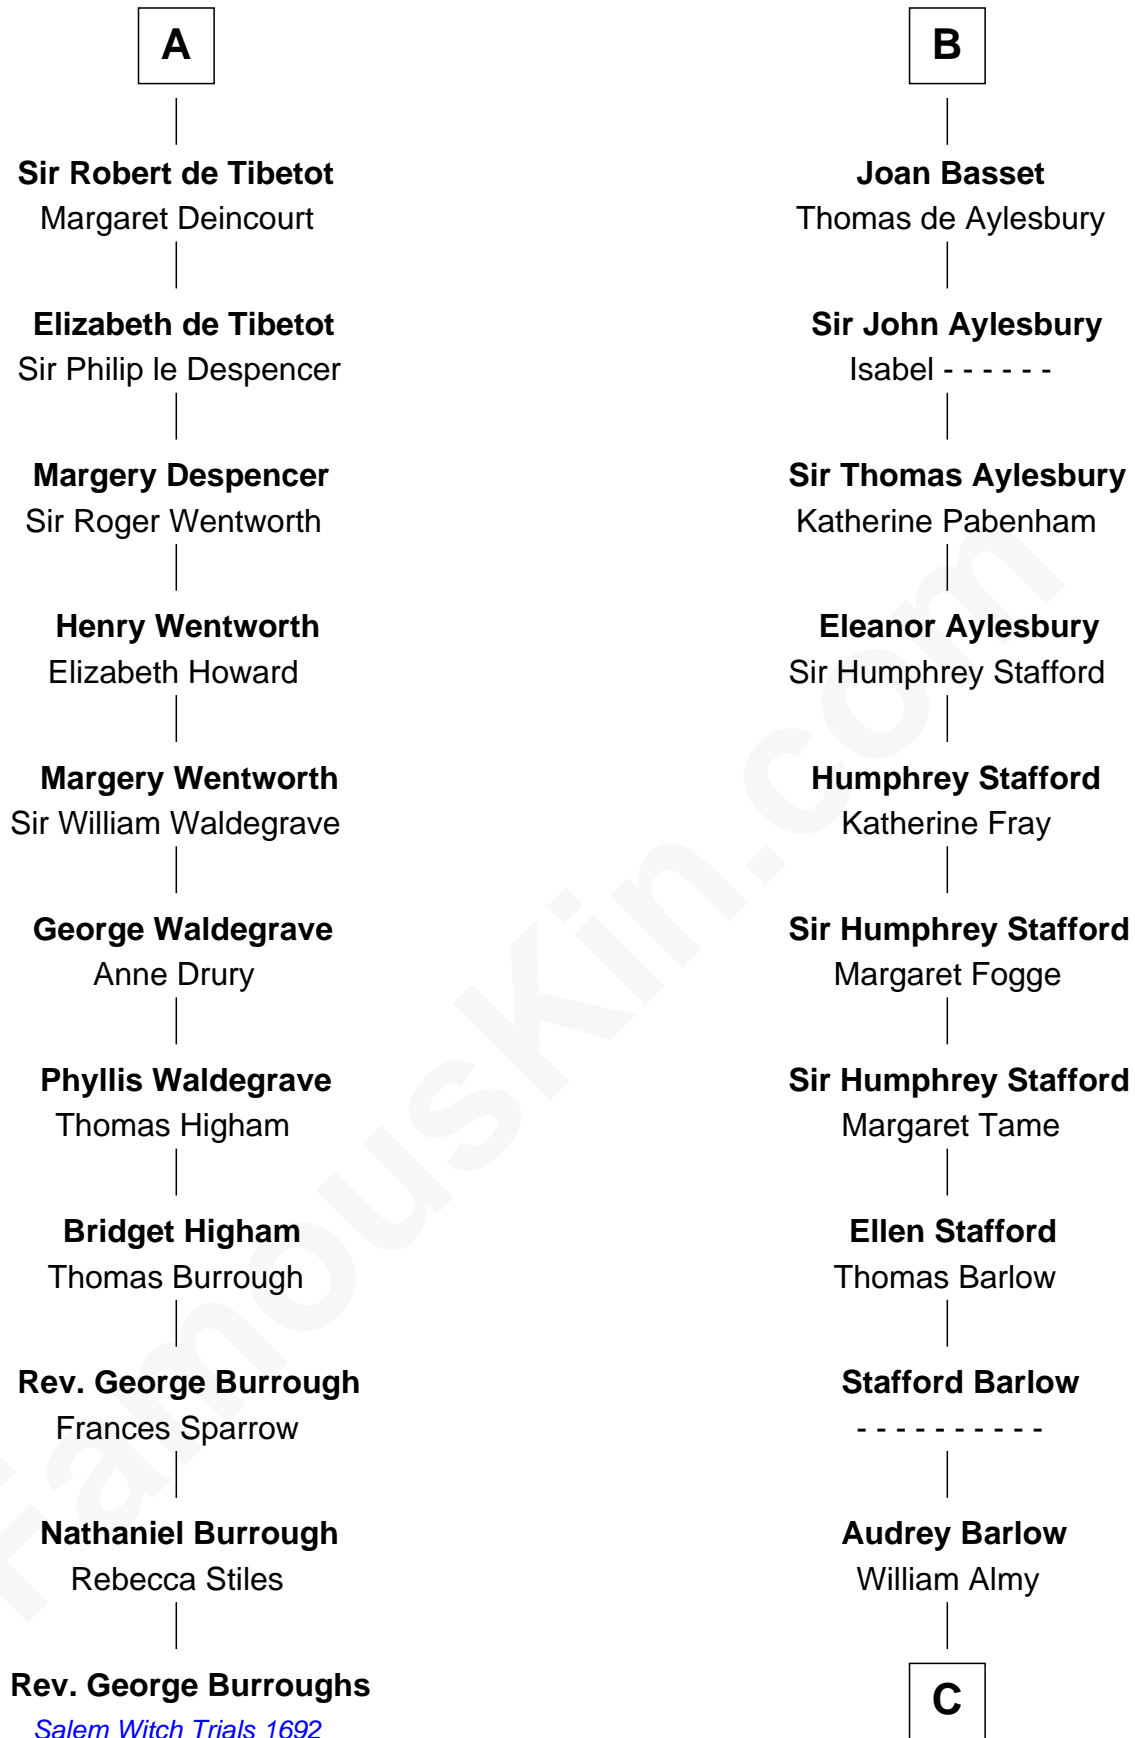 A
Sir Robert de Tibetot
Margaret Deincourt
Elizabeth de Tibetot
Sir Philip le Despencer
Margery Despencer
Sir Roger Wentworth
Henry Wentworth
Elizabeth Howard
Margery Wentworth
Sir William Waldegrave
George Waldegrave
Anne Drury
Phyllis Waldegrave
Thomas Higham
Bridget Higham
Thomas Burrough
Rev. George Burrough
Frances Sparrow
Nathaniel Burrough
Rebecca Stiles
Rev. George Burroughs
Salem Witch Trials 1692
B
Joan Basset
Thomas de Aylesbury
Sir John Aylesbury
Isabel - - - - - -
Sir Thomas Aylesbury
Katherine Pabenham
Eleanor Aylesbury
Sir Humphrey Stafford
Humphrey Stafford
Katherine Fray
Sir Humphrey Stafford
Margaret Fogge
Sir Humphrey Stafford
Margaret Tame
Ellen Stafford
Thomas Barlow
Stafford Barlow
- - - - - - - - - -
Audrey Barlow
William Almy
C
FamousKin.com